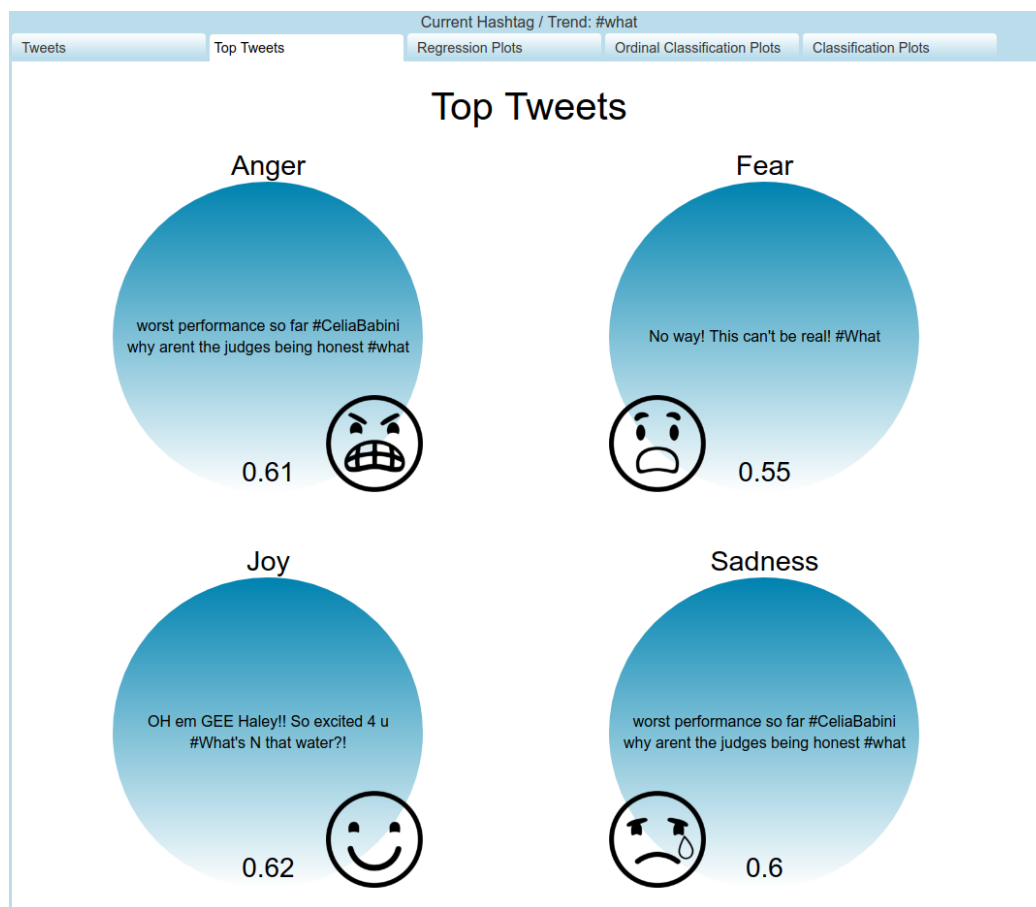 Current Hashtag / Trend: #what
Tweets
Top Tweets
Regression Plots
Ordinal Classification Plots
Classification Plots
Top Tweets
Anger
worst performance so far #CeliaBabini
why arent the judges being honest #what
0.61
Fear
No way! This can't be real! #What
0.55
Joy
OH em GEE Haley!! So excited 4 u
#What's N that water?!
0.62
Sadness
worst performance so far #CeliaBabini
why arent the judges being honest #what
0.6